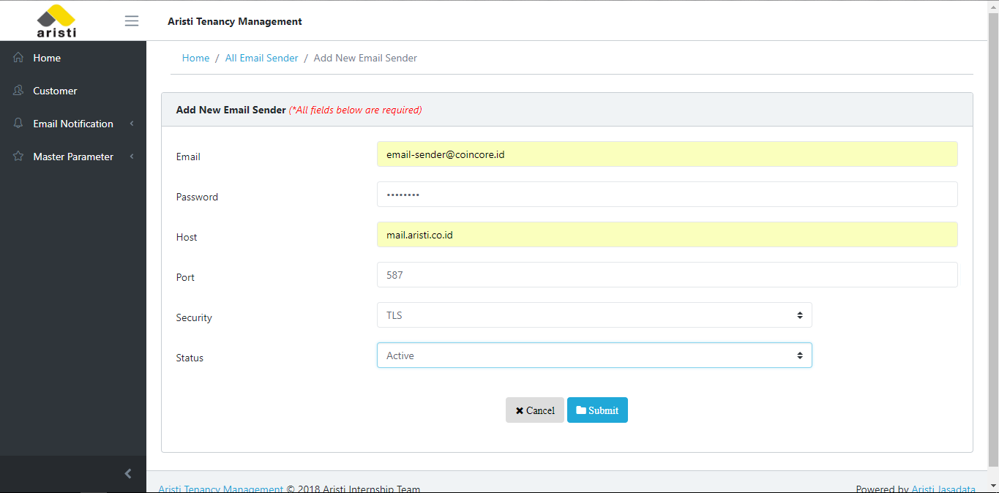 aristi
Aristi Tenancy Management
Home
Customer
Email Notification
Master Parameter
Home / All Email Sender / Add New Email Sender
Add New Email Sender (*All fields below are required)
Email email-sender@coincore.id
Password ••••••••
Host mail.aristi.co.id
Port 587
Security TLS
Status Active
Cancel Submit
Aristi Tenancy Management © 2018 Aristi Internship Team Powered by Aristi Jasadata